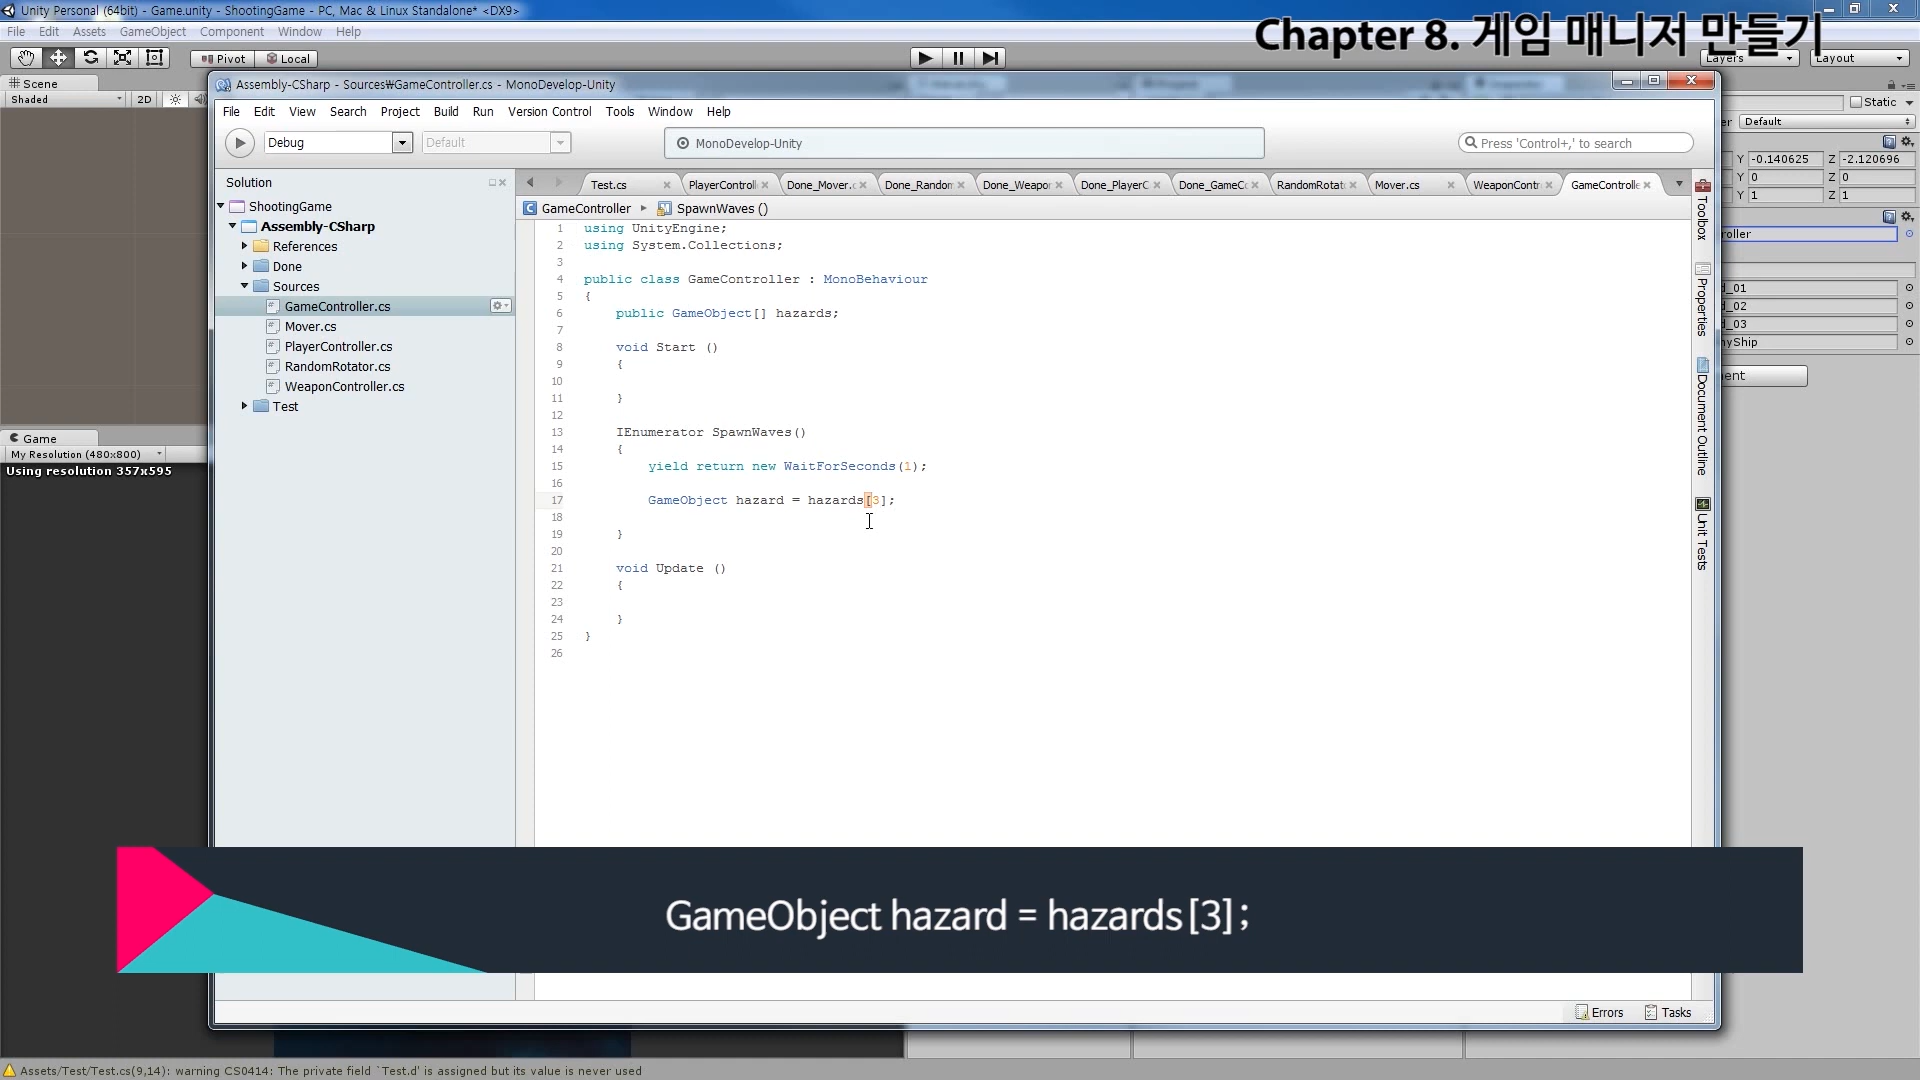 Unity Personal (64bit) - Game.unity - ShootingGame - PC, Mac & Linux Standalone* <DX9>
File Edit Assets GameObject Component Window Help
Chapter 8. 게임 매니저 만들기
Pivot Local
Layers Layout
Scene
Shaded 2D
Static
Default
Y -0.140625 Z -2.120696
Y 0 Z 0
Y 1 Z 1
Assembly-CSharp - Sources₩GameController.cs - MonoDevelop-Unity
File Edit View Search Project Build Run Version Control Tools Window Help
Debug Default MonoDevelop-Unity Press 'Control+,' to search
Solution
ShootingGame
Assembly-CSharp
References
Done
Sources
GameController.cs
Mover.cs
PlayerController.cs
RandomRotator.cs
WeaponController.cs
Test
Test.cs PlayerControll Done_Mover. Done_Random Done_Weapon Done_PlayerC Done_GameCo RandomRotat Mover.cs WeaponContr GameControlle
GameController SpawnWaves ()
1 using UnityEngine;
2 using System.Collections;
3
4 public class GameController : MonoBehaviour
5 {
6 public GameObject[] hazards;
7
8 void Start ()
9 {
10
11 }
12
13 IEnumerator SpawnWaves()
14 {
15 yield return new WaitForSeconds(1);
16
17 GameObject hazard = hazards[3];
18
19 }
20
21 void Update ()
22 {
23
24 }
25 }
26
Toolbox
Properties
Document Outline
Unit Tests
roller
d_01
d_02
d_03
nyShip
ent
Game
My Resolution (480x800)
Using resolution 357x595
GameObject hazard = hazards[3];
Errors Tasks
Assets/Test/Test.cs(9,14): warning CS0414: The private field `Test.d' is assigned but its value is never used